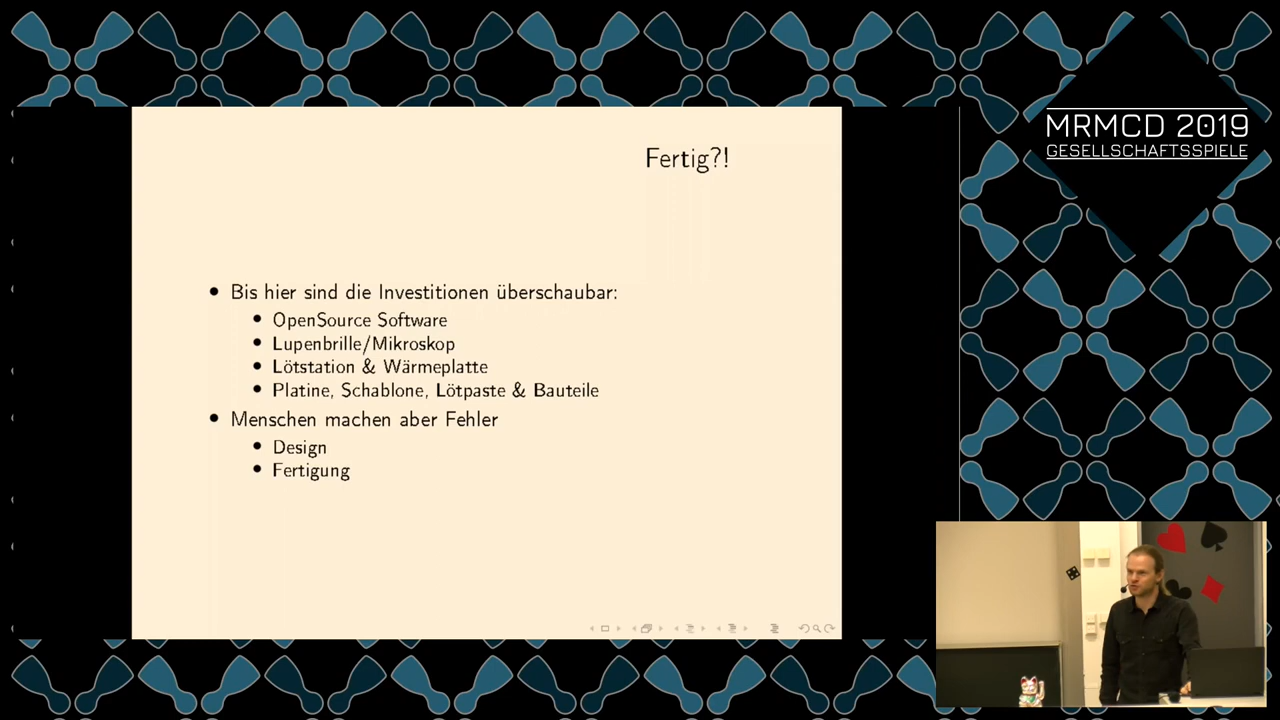 MRMCD 2019
GESELLSCHAFTSSPIELE
Fertig?!
Bis hier sind die Investitionen überschaubar:
OpenSource Software
Lupenbrille/Mikroskop
Lötstation & Wärmeplatte
Platine, Schablone, Lötpaste & Bauteile
Menschen machen aber Fehler
Design
Fertigung